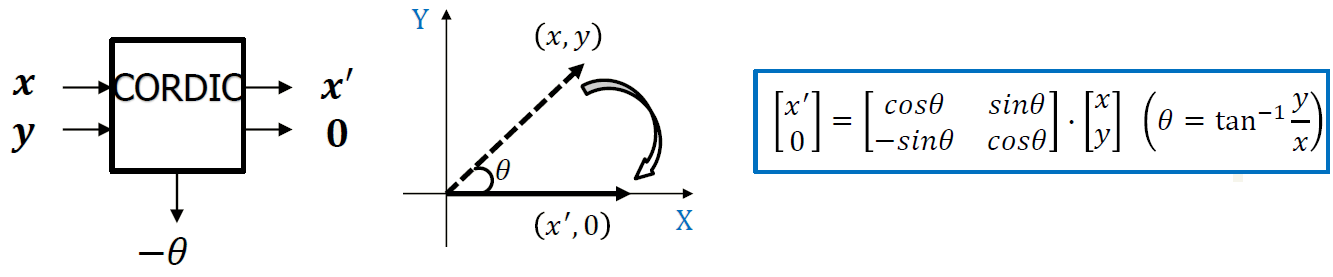 x
y
CORDIC
x′
0
−θ
Y
(x, y)
θ
(x′, 0)
X
[x′ 0] = [cosθ sinθ −sinθ cosθ] · [x y] (θ = tan⁻¹ y/x)